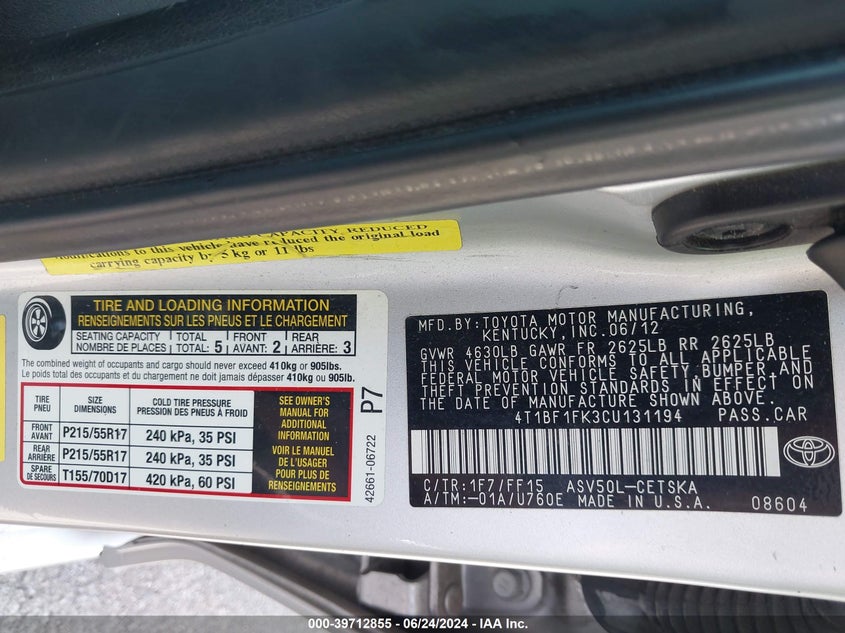 CAPACITY REDUCED
Modifications to this vehicle have reduced the original load
carrying capacity by 5 kg or 11 lbs
TIRE AND LOADING INFORMATION
RENSEIGNEMENTS SUR LES PNEUS ET LE CHARGEMENT
SEATING CAPACITY TOTAL FRONT REAR
NOMBRE DE PLACES TOTAL: 5 AVANT: 2 ARRIÈRE: 3
The combined weight of occupants and cargo should never exceed 410kg or 905lbs.
Le poids total des occupants et du chargement ne doit jamais dépasser 410kg ou 905lb.
TIRE SIZE COLD TIRE PRESSURE
PNEU DIMENSIONS PRESSION DES PNEUS À FROID
FRONT
AVANT P215/55R17 240 kPa, 35 PSI
REAR
ARRIÈRE P215/55R17 240 kPa, 35 PSI
SPARE
DE SECOURS T155/70D17 420 kPa, 60 PSI
SEE OWNER'S
MANUAL FOR
ADDITIONAL
INFORMATION
VOIR LE MANUEL
DE L'USAGER
POUR PLUS DE
RENSEIGNEMENTS
P7
42661-06722
MFD.BY: TOYOTA MOTOR MANUFACTURING,
KENTUCKY, INC. 06/12
GVWR 4630LB GAWR FR 2625LB RR 2625LB
THIS VEHICLE CONFORMS TO ALL APPLICABLE
FEDERAL MOTOR VEHICLE SAFETY,BUMPER,AND
THEFT PREVENTION STANDARDS IN EFFECT ON
THE DATE OF MANUFACTURE SHOWN ABOVE.
4T1BF1FK3CU131194 PASS.CAR
C/TR: 1F7/FF15 ASV50L-CETSKA
A/TM:-01A/U760E MADE IN U.S.A. 08604
000-39712855 - 06/24/2024 - IAA Inc.